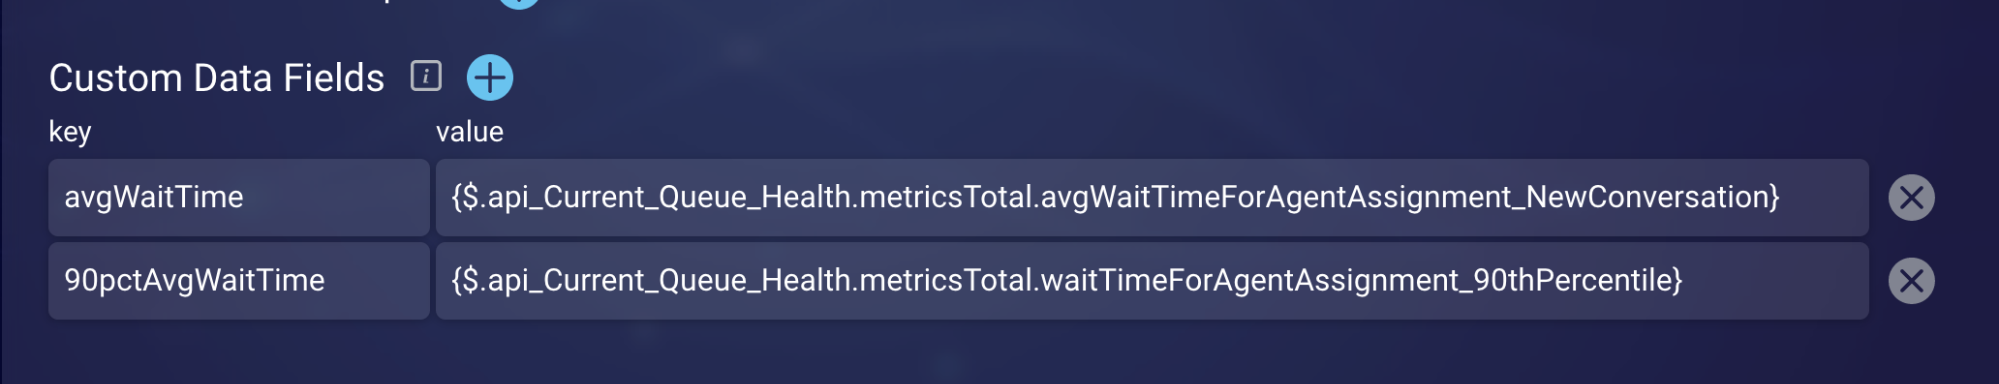 Custom Data Fields
key value
avgWaitTime {$.api_Current_Queue_Health.metricsTotal.avgWaitTimeForAgentAssignment_NewConversation}
90pctAvgWaitTime {$.api_Current_Queue_Health.metricsTotal.waitTimeForAgentAssignment_90thPercentile}